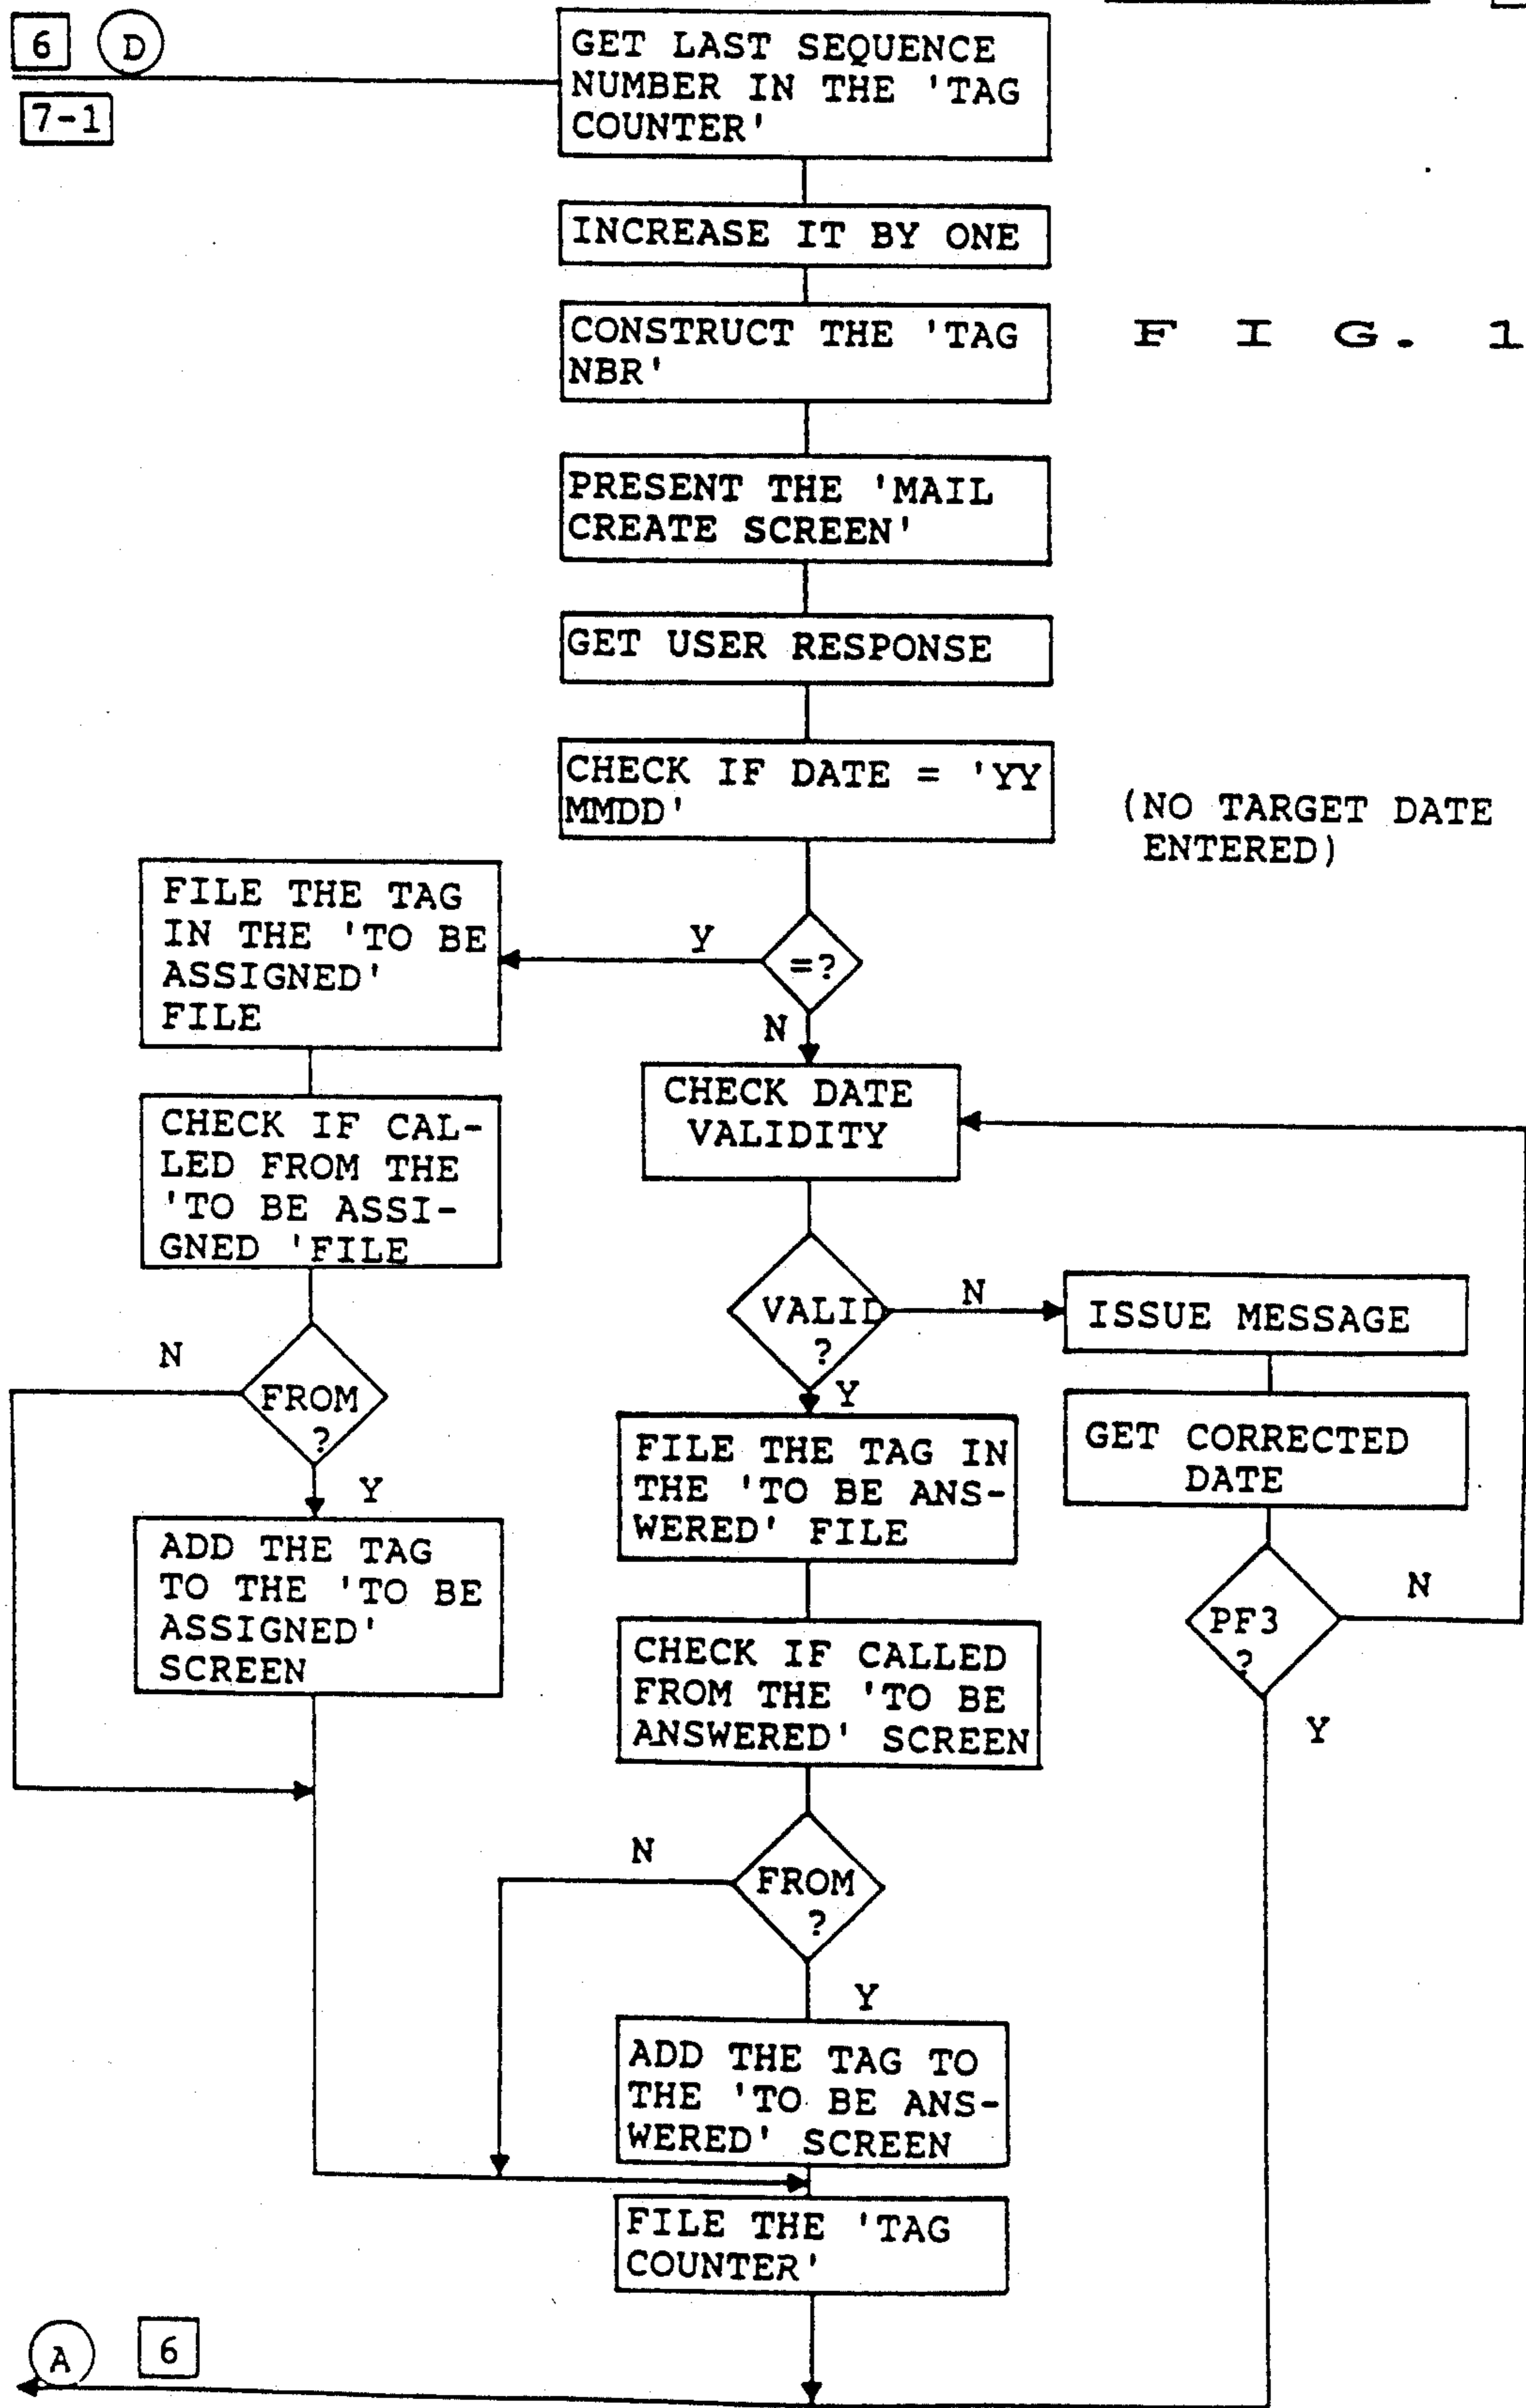 6 D
7-1
GET LAST SEQUENCE
NUMBER IN THE 'TAG
COUNTER'
INCREASE IT BY ONE
CONSTRUCT THE 'TAG
NBR'
F I G. 1
PRESENT THE 'MAIL
CREATE SCREEN'
GET USER RESPONSE
CHECK IF DATE = 'YY
MMDD'
(NO TARGET DATE
ENTERED)
=?
y
N
FILE THE TAG
IN THE 'TO BE
ASSIGNED'
FILE
CHECK IF CAL-
LED FROM THE
'TO BE ASSI-
GNED 'FILE
FROM
?
N
Y
ADD THE TAG
TO THE 'TO BE
ASSIGNED'
SCREEN
CHECK DATE
VALIDITY
VALID
?
N
Y
ISSUE MESSAGE
GET CORRECTED
DATE
PF3
?
N
Y
FILE THE TAG IN
THE 'TO BE ANS-
WERED' FILE
CHECK IF CALLED
FROM THE 'TO BE
ANSWERED' SCREEN
FROM
?
N
Y
ADD THE TAG TO
THE 'TO BE ANS-
WERED' SCREEN
FILE THE 'TAG
COUNTER'
A 6